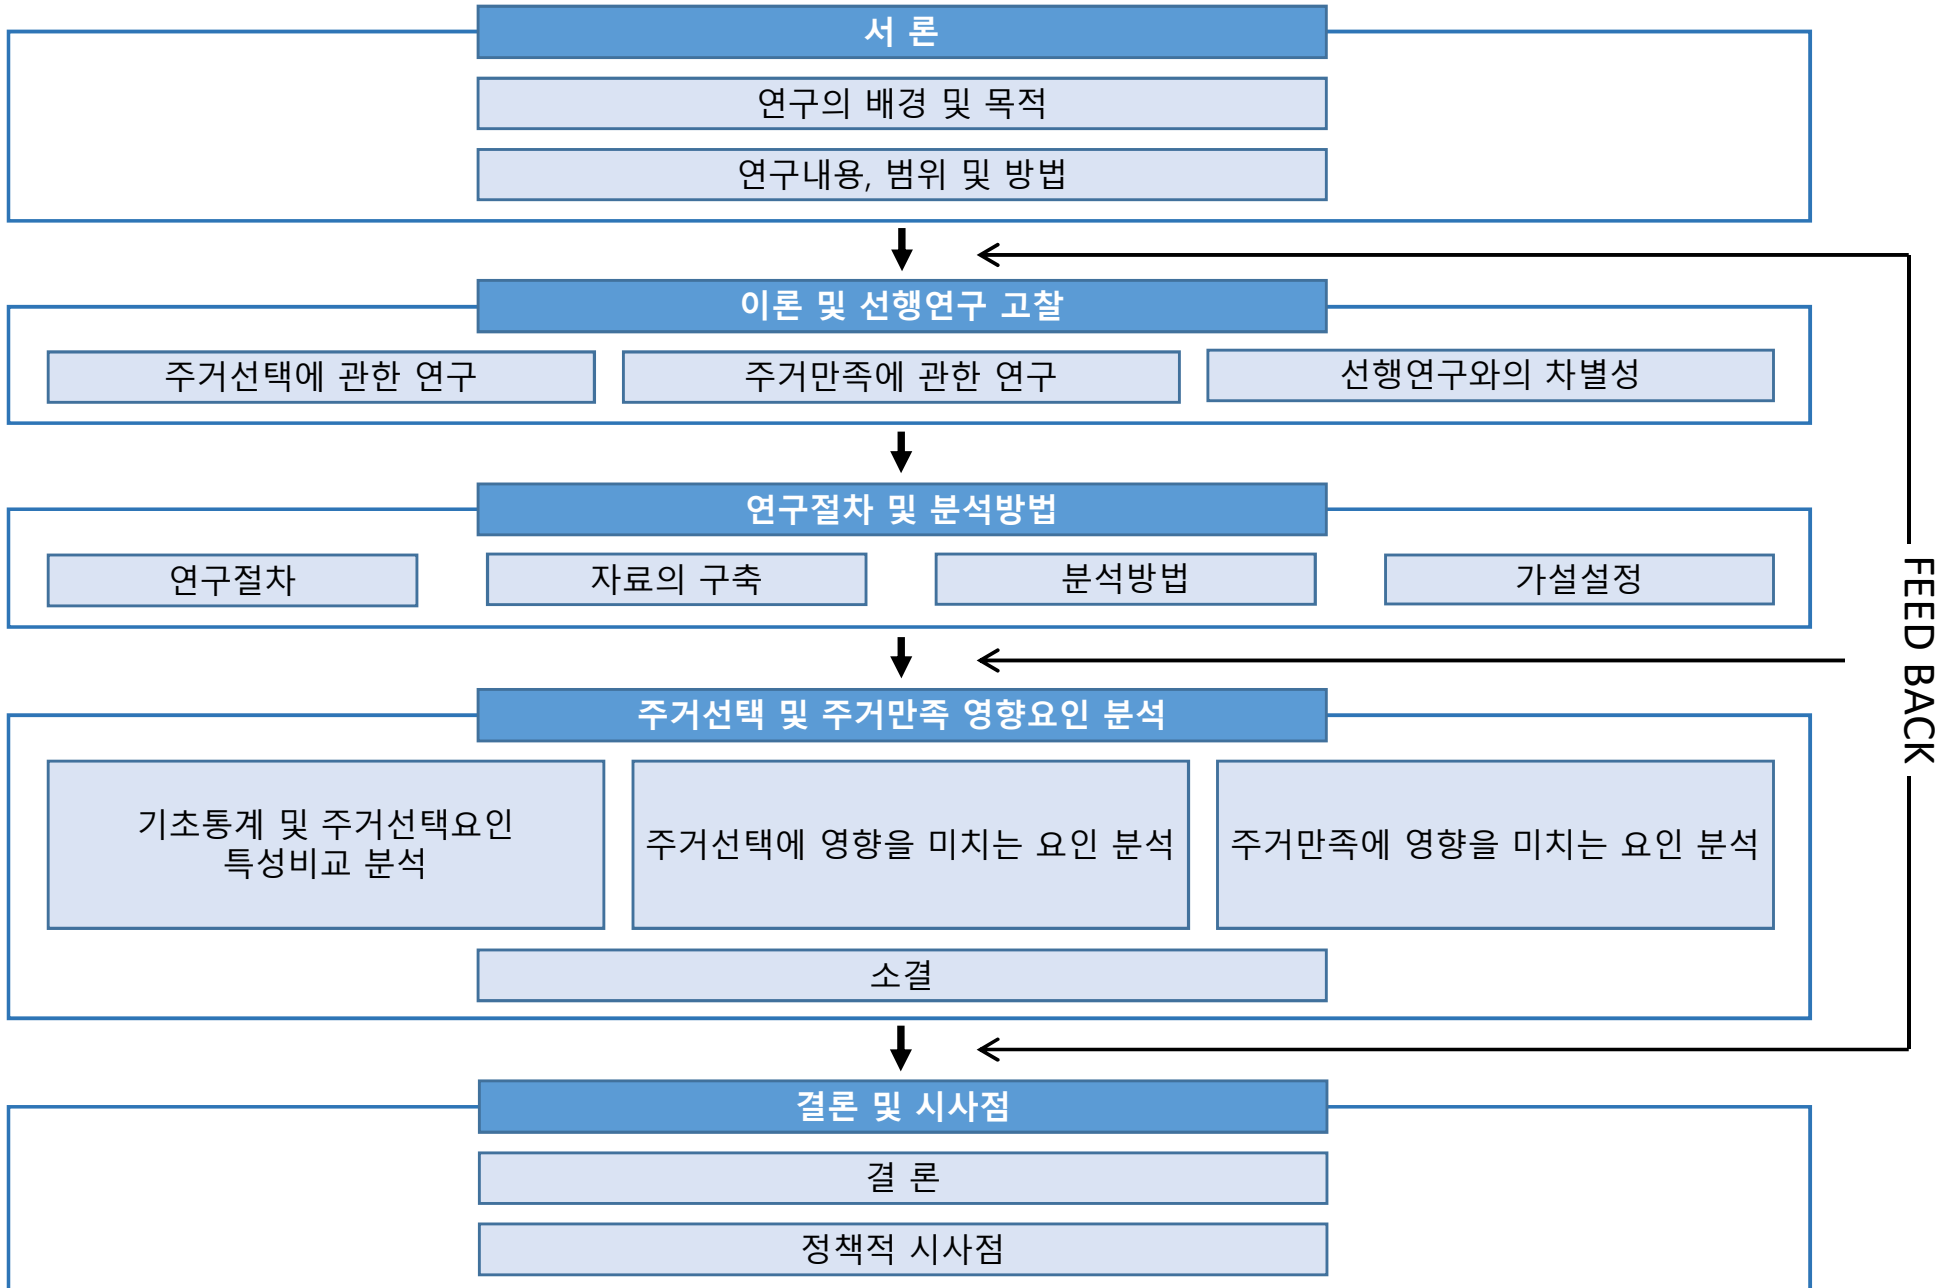 서 론
연구의 배경 및 목적
연구내용, 범위 및 방법
이론 및 선행연구 고찰
주거선택에 관한 연구
주거만족에 관한 연구
선행연구와의 차별성
연구절차 및 분석방법
연구절차
자료의 구축
분석방법
가설설정
FEED BACK
주거선택 및 주거만족 영향요인 분석
기초통계 및 주거선택요인
특성비교 분석
주거선택에 영향을 미치는 요인 분석
주거만족에 영향을 미치는 요인 분석
소결
결론 및 시사점
결 론
정책적 시사점